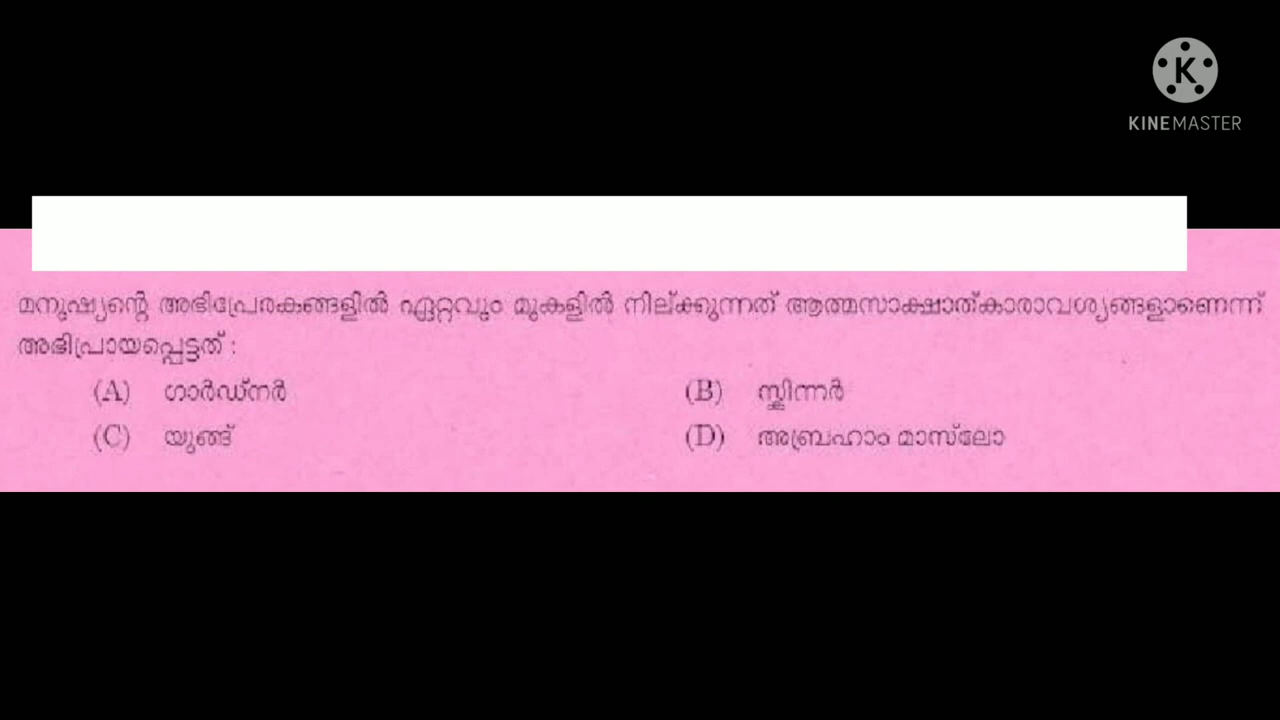 K
KINEMASTER
മനുഷ്യന്റെ അഭിപ്രേരകങ്ങളിൽ ഏറ്റവും മുകളിൽ നില്ക്കുന്നത് ആത്മസാക്ഷാത്കാരാവശ്യങ്ങളാണെന്ന്
അഭിപ്രായപ്പെട്ടത് :
(A) ഗാർഡ്നർ (B) സ്കിന്നർ
(C) യുങ്ങ് (D) അബ്രഹാം മാസ്ലോ